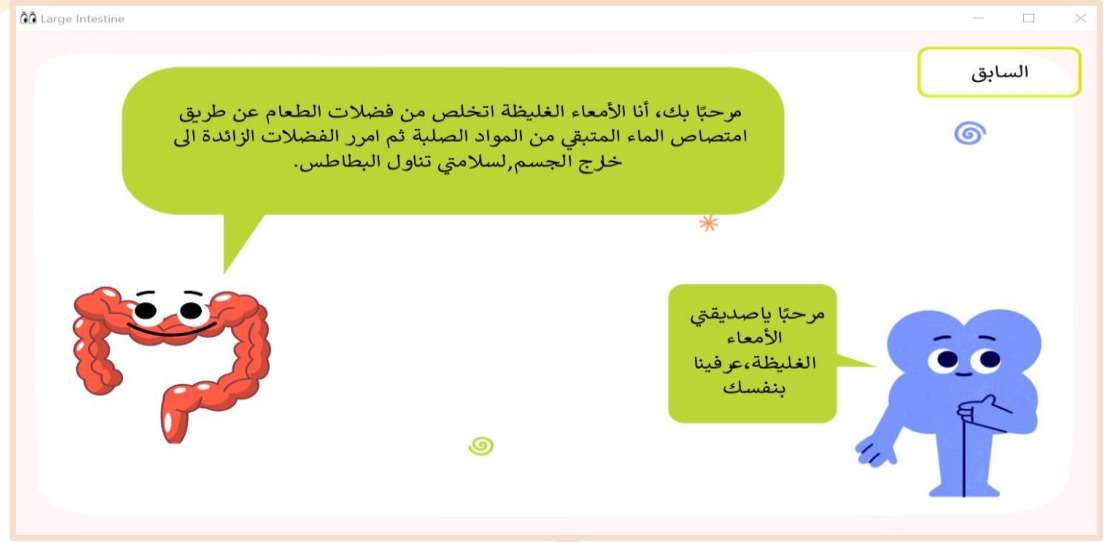 Large Intestine
السابق
مرحبًا بك، أنا الأمعاء الغليظة اتخلص من فضلات الطعام عن طريق
امتصاص الماء المتبقي من المواد الصلبة ثم امرر الفضلات الزائدة الى
خارج الجسم,لسلامتي تناول البطاطس.
مرحبًا ياصديقتي
الأمعاء
الغليظة،عرفينا
بنفسك